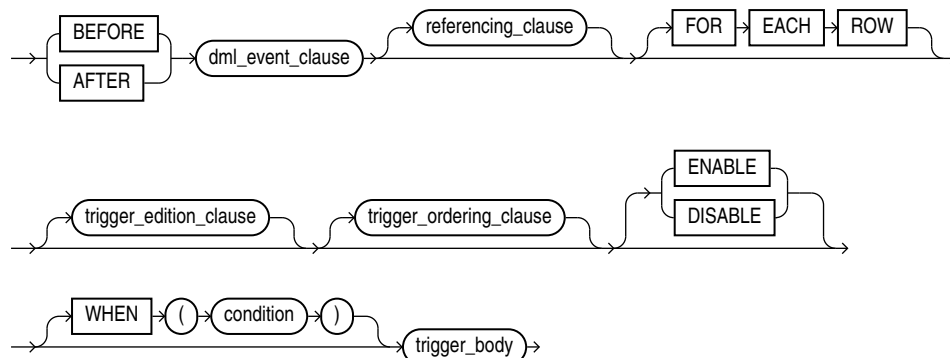 BEFORE
AFTER
dml_event_clause
referencing_clause
FOR EACH ROW
trigger_edition_clause
trigger_ordering_clause
ENABLE
DISABLE
WHEN ( condition )
trigger_body